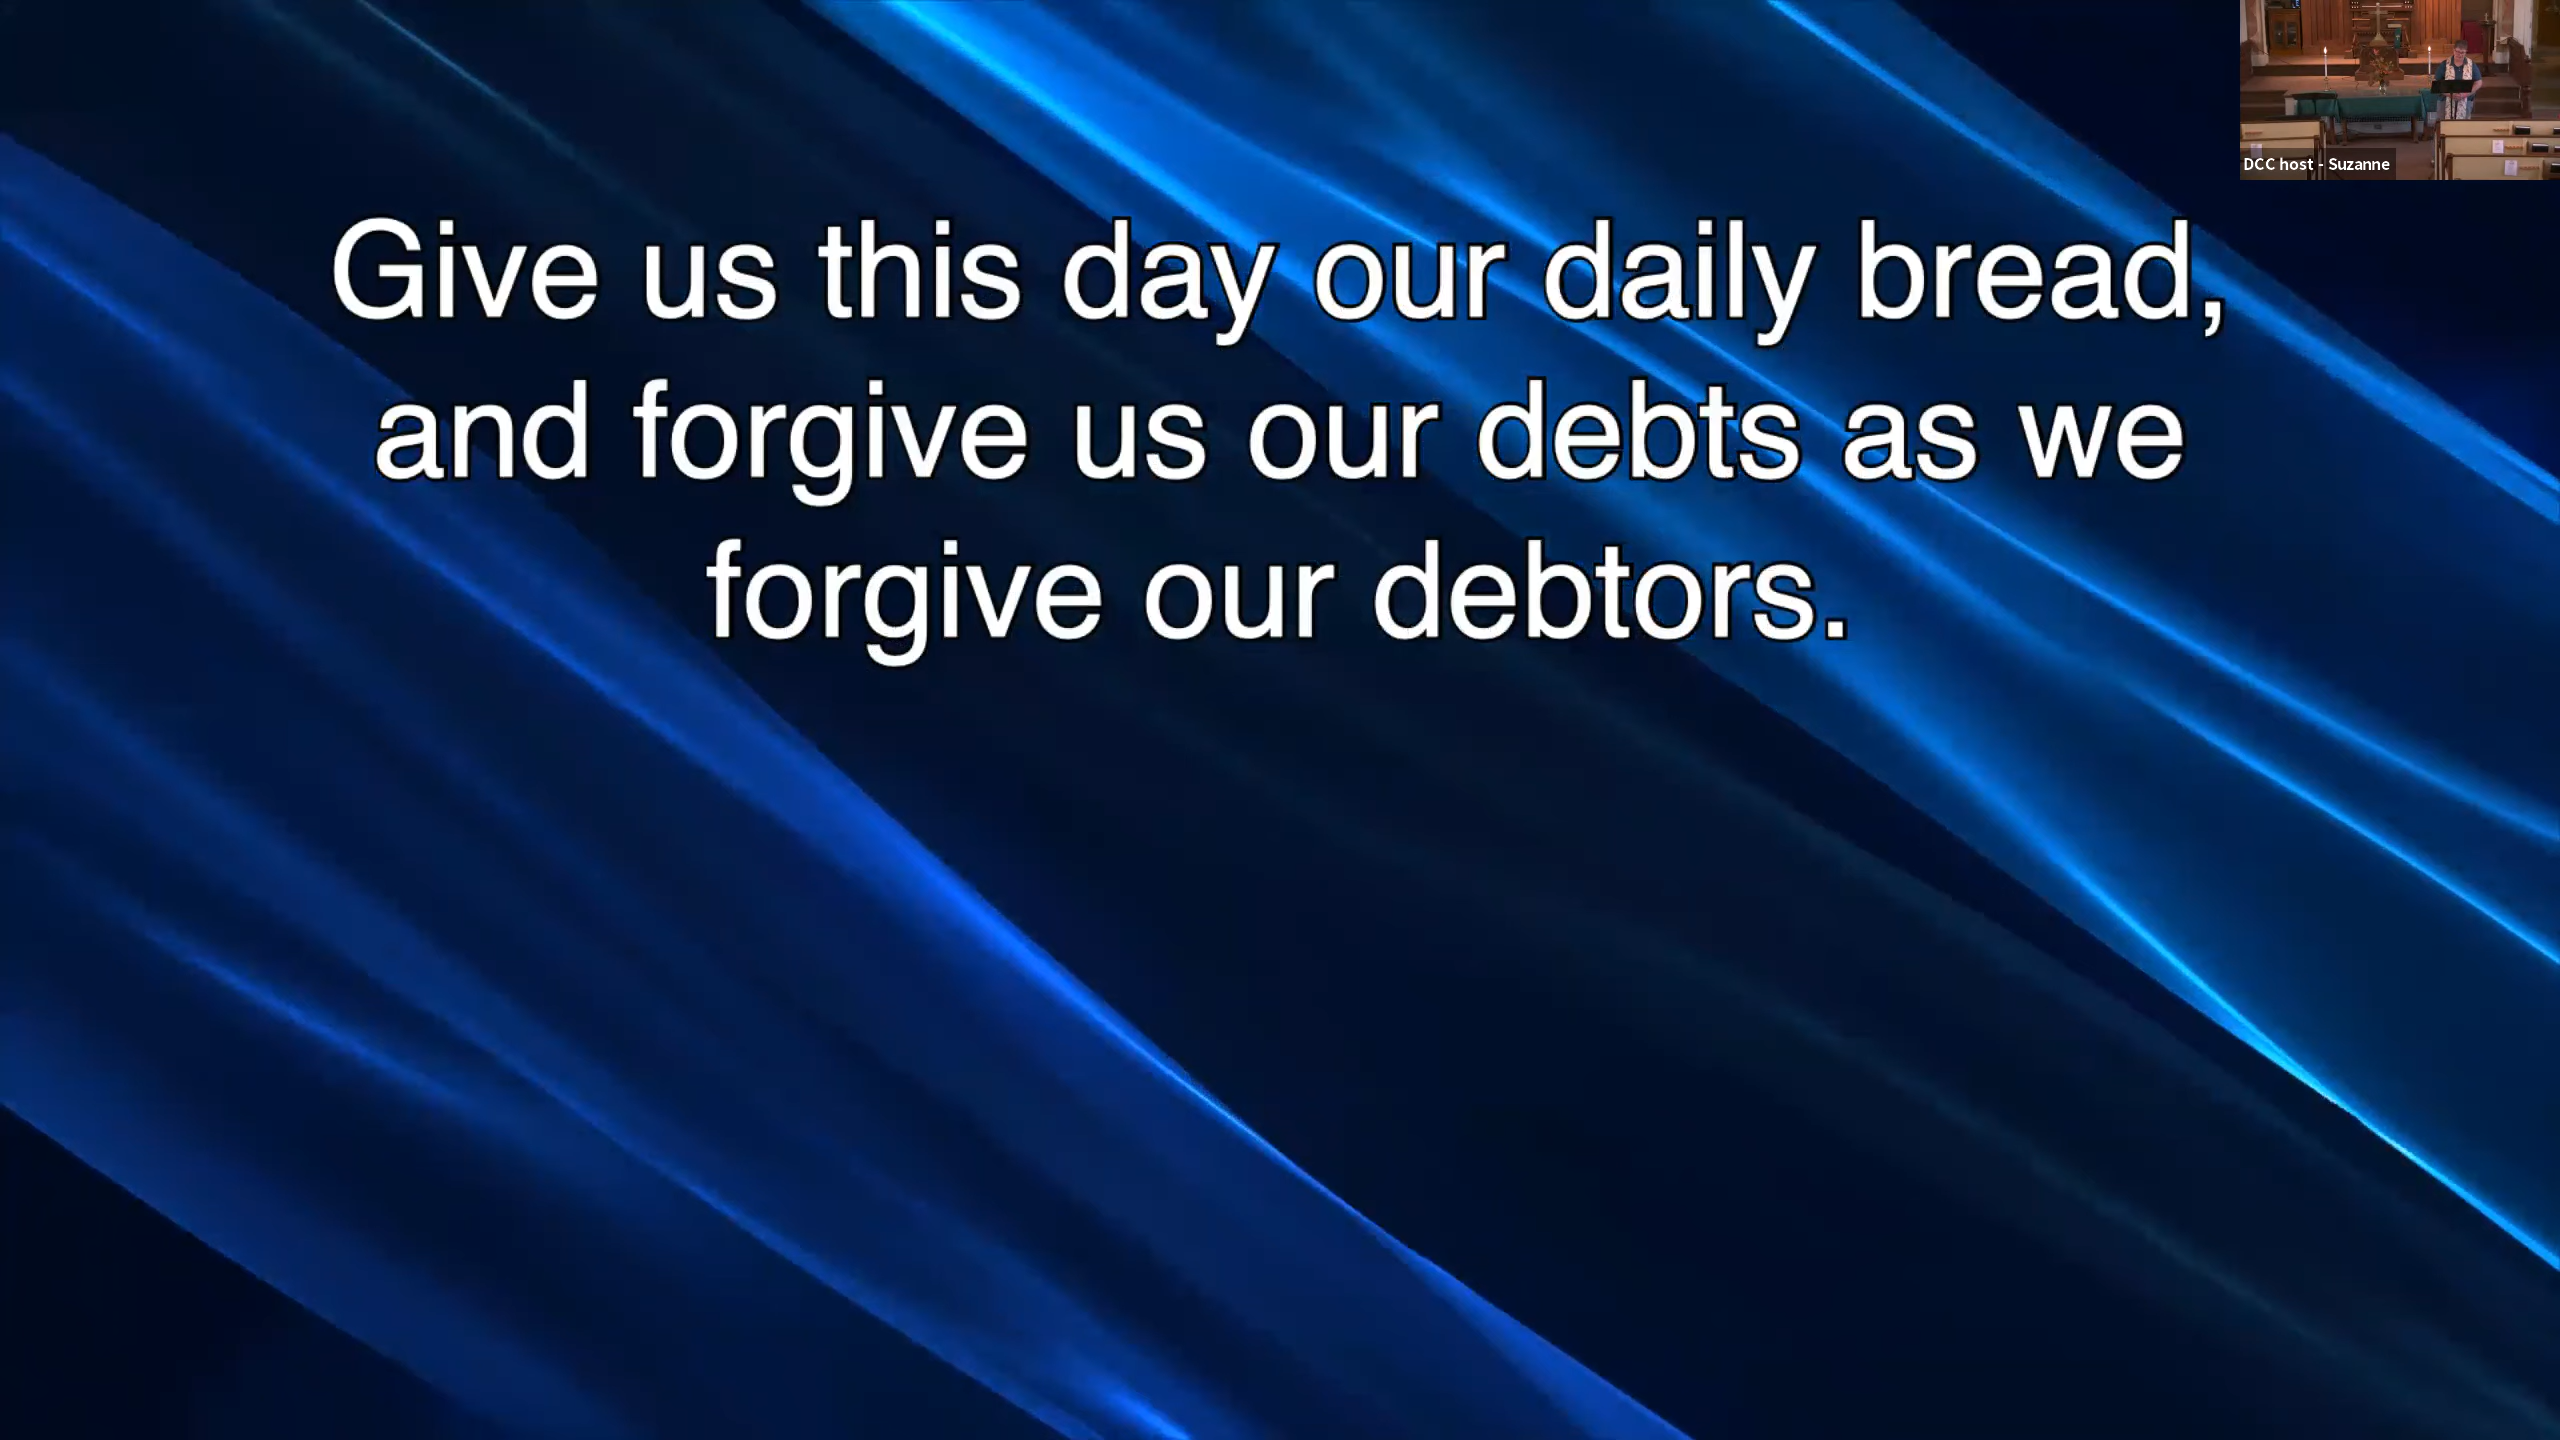 Give us this day our daily bread,
and forgive us our debts as we
forgive our debtors.
DCC host - Suzanne